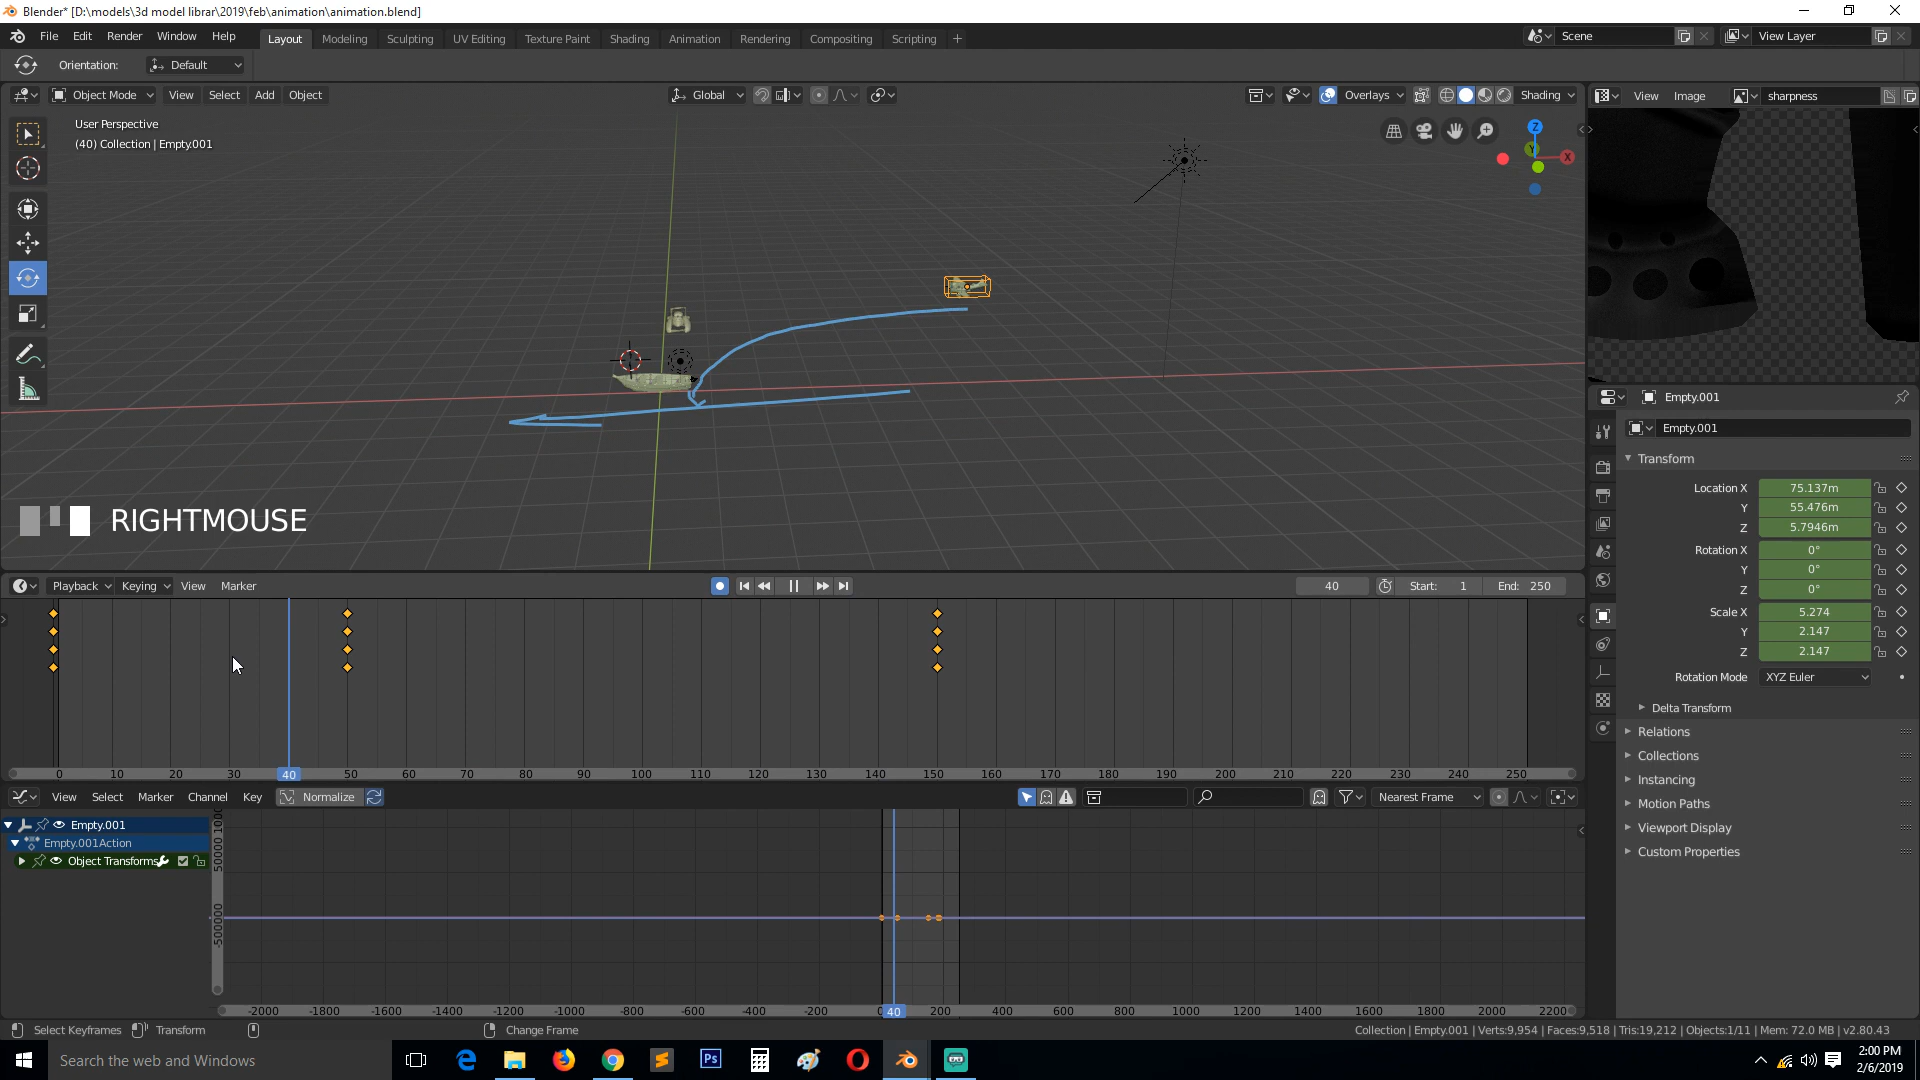 Blender* [D:\models\3d model librar\2019\feb\animation\animation.blend]
File Edit Render Window Help
Layout Modeling Sculpting UV Editing Texture Paint Shading Animation Rendering Compositing Scripting +
Scene
View Layer
Orientation: Default
Object Mode View Select Add Object
Global
Overlays
Shading
View Image
sharpness
User Perspective
(40) Collection | Empty.001
Z
Y
X
RIGHTMOUSE
Empty.001
Empty.001
Transform
Location X 75.137m
Y 55.476m
Z 5.7946m
Rotation X 0°
Y 0°
Z 0°
Scale X 5.274
Y 2.147
Z 2.147
Rotation Mode XYZ Euler
Delta Transform
Relations
Collections
Instancing
Motion Paths
Viewport Display
Custom Properties
Playback Keying View Marker
40
Start: 1
End: 250
0 10 20 30 40 50 60 70 80 90 100 110 120 130 140 150 160 170 180 190 200 210 220 230 240 250
View Select Marker Channel Key Normalize
Nearest Frame
Empty.001
Empty.001Action
Object Transforms
-2000 -1800 -1600 -1400 -1200 -1000 -800 -600 -400 -200 0 40 200 400 600 800 1000 1200 1400 1600 1800 2000 2200
Select Keyframes Transform Change Frame
Collection | Empty.001 | Verts:9,954 | Faces:9,518 | Tris:19,212 | Objects:1/11 | Mem: 72.0 MB | v2.80.43
Search the web and Windows
Ps
2:00 PM
2/6/2019